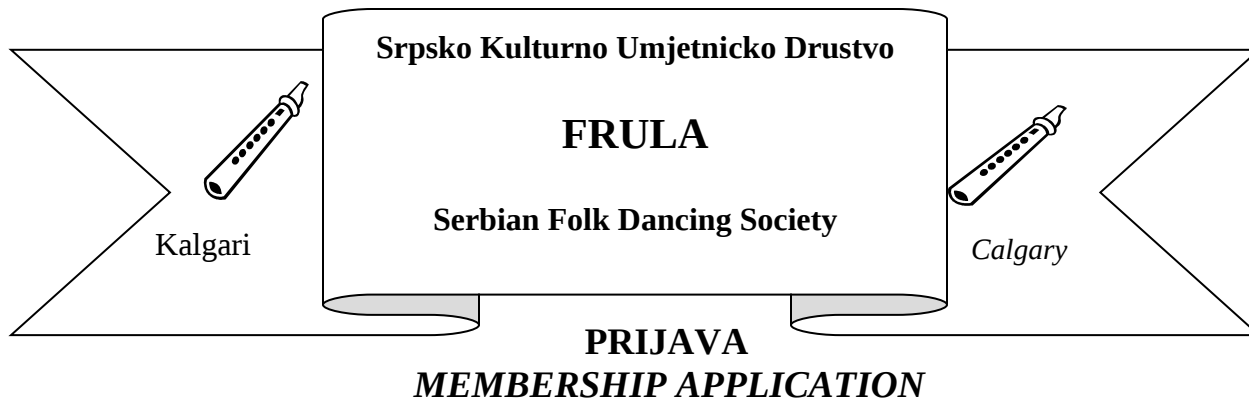 Srpsko Kulturno Umjetnicko Drustvo
FRULA
Serbian Folk Dancing Society
Kalgari
Calgary
PRIJAVA
MEMBERSHIP APPLICATION